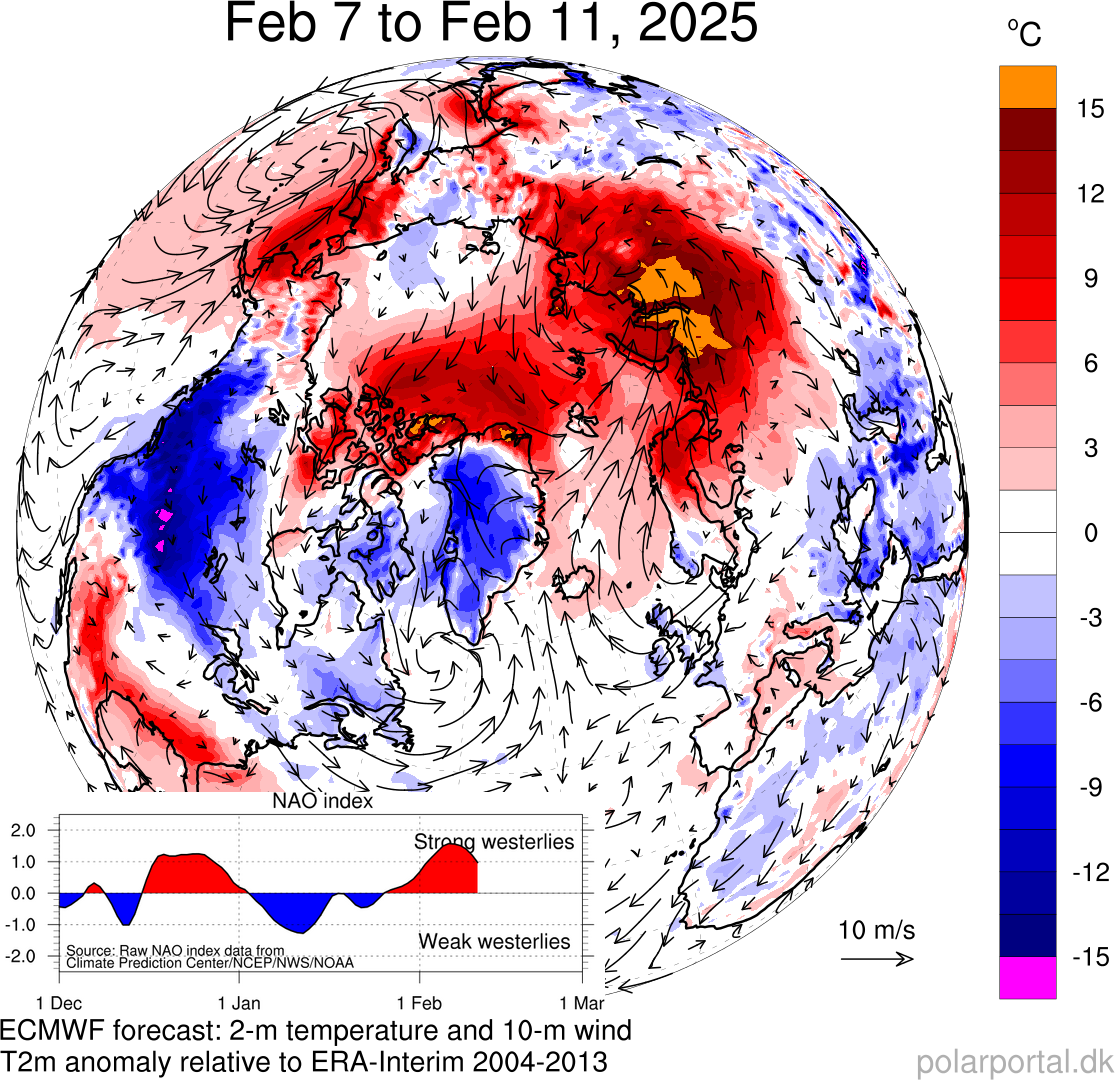 Feb 7 to Feb 11, 2025
°C
15
12
9
6
3
0
-3
-6
-9
-12
-15
10 m/s
NAO index
2.0
1.0
0.0
-1.0
-2.0
Strong westerlies
Weak westerlies
Source: Raw NAO index data from
Climate Prediction Center/NCEP/NWS/NOAA
1 Dec 1 Jan 1 Feb 1 Mar
ECMWF forecast: 2-m temperature and 10-m wind
T2m anomaly relative to ERA-Interim 2004-2013
polarportal.dk